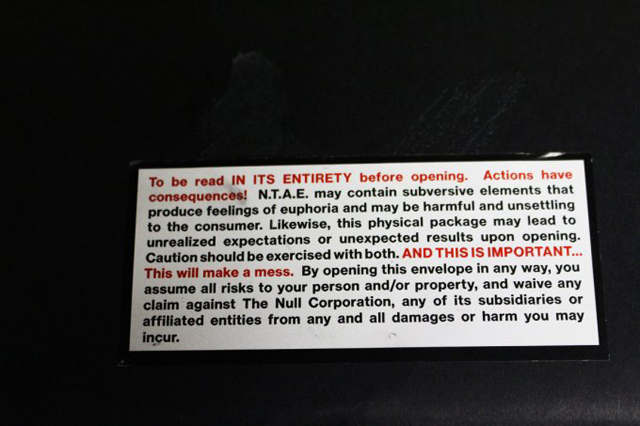 To be read IN ITS ENTIRETY before opening. Actions have
consequences! N.T.A.E. may contain subversive elements that
produce feelings of euphoria and may be harmful and unsettling
to the consumer. Likewise, this physical package may lead to
unrealized expectations or unexpected results upon opening.
Caution should be exercised with both. AND THIS IS IMPORTANT...
This will make a mess. By opening this envelope in any way, you
assume all risks to your person and/or property, and waive any
claim against The Null Corporation, any of its subsidiaries or
affiliated entities from any and all damages or harm you may
incur.